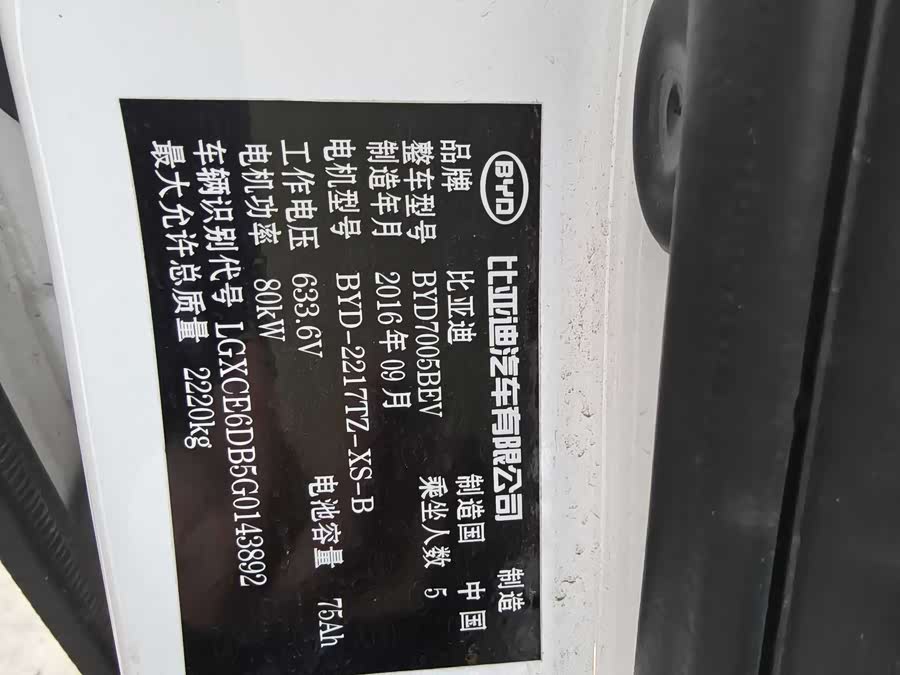 BYD 比亚迪汽车有限公司 制造
品牌 比亚迪 制造国 中国
整车型号 BYD7005BEV 乘坐人数 5
制造年月 2016年09月
电机型号 BYD-2217TZ-XS-B
工作电压 633.6V 电池容量 75Ah
电机功率 80kW
车辆识别代号 LGXCE6DB5G0143892
最大允许总质量 2220kg